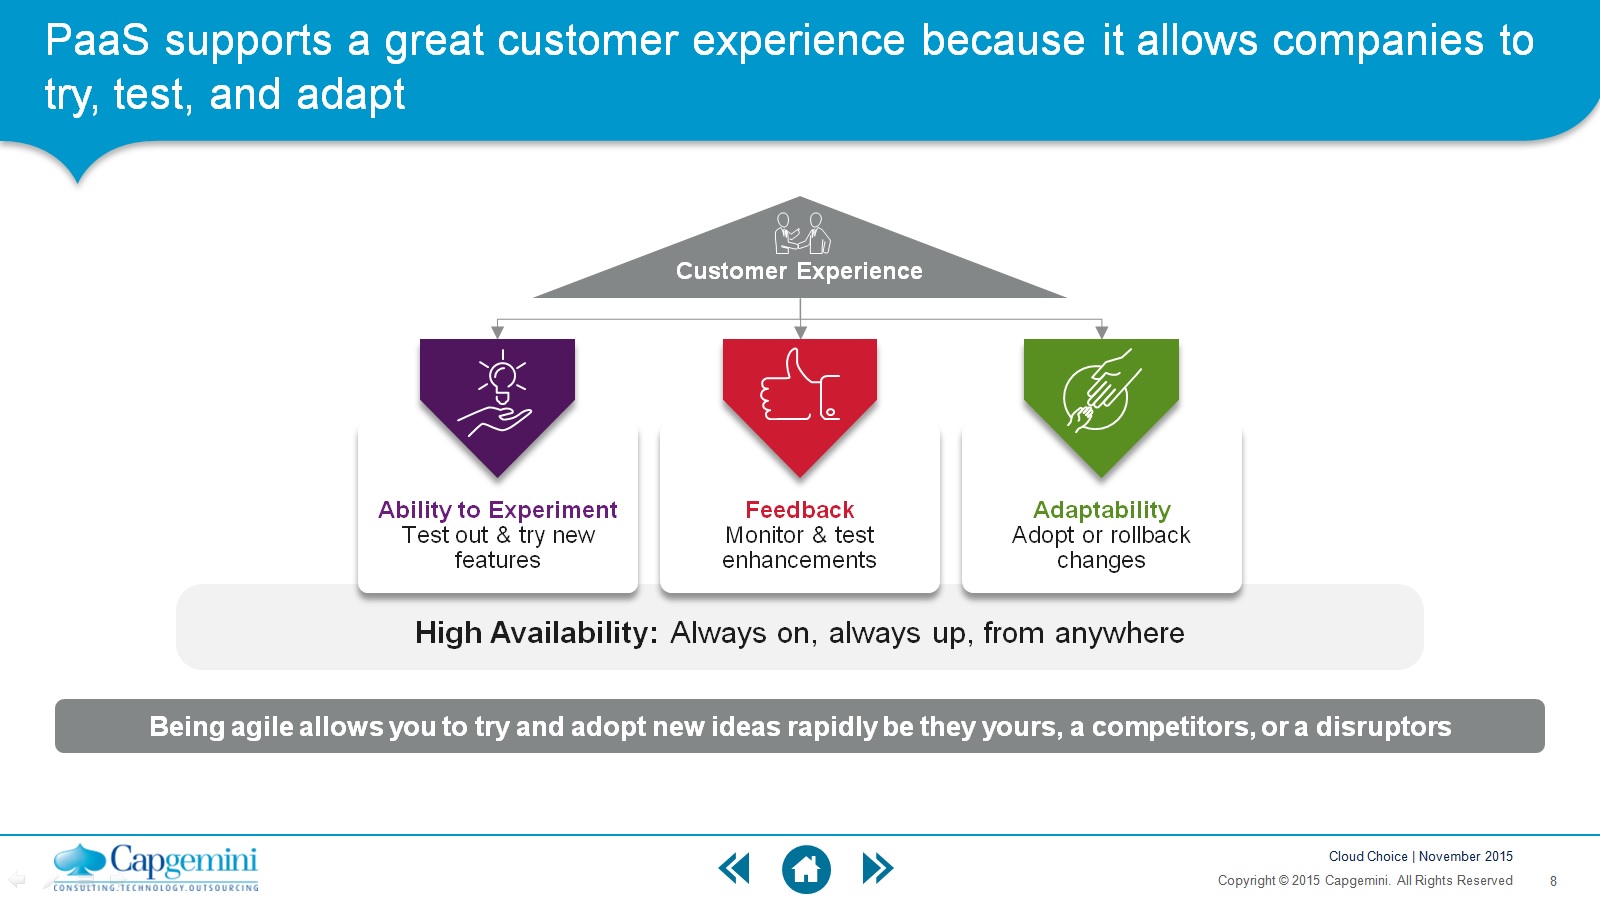 PaaS supports a great customer experience because it allows companies to
try, test, and adapt
Customer Experience
Ability to Experiment
Test out & try new
features
Feedback
Monitor & test
enhancements
Adaptability
Adopt or rollback
changes
High Availability: Always on, always up, from anywhere
Being agile allows you to try and adopt new ideas rapidly be they yours, a competitors, or a disruptors
Capgemini
CONSULTING.TECHNOLOGY.OUTSOURCING
Cloud Choice | November 2015
Copyright © 2015 Capgemini. All Rights Reserved
8